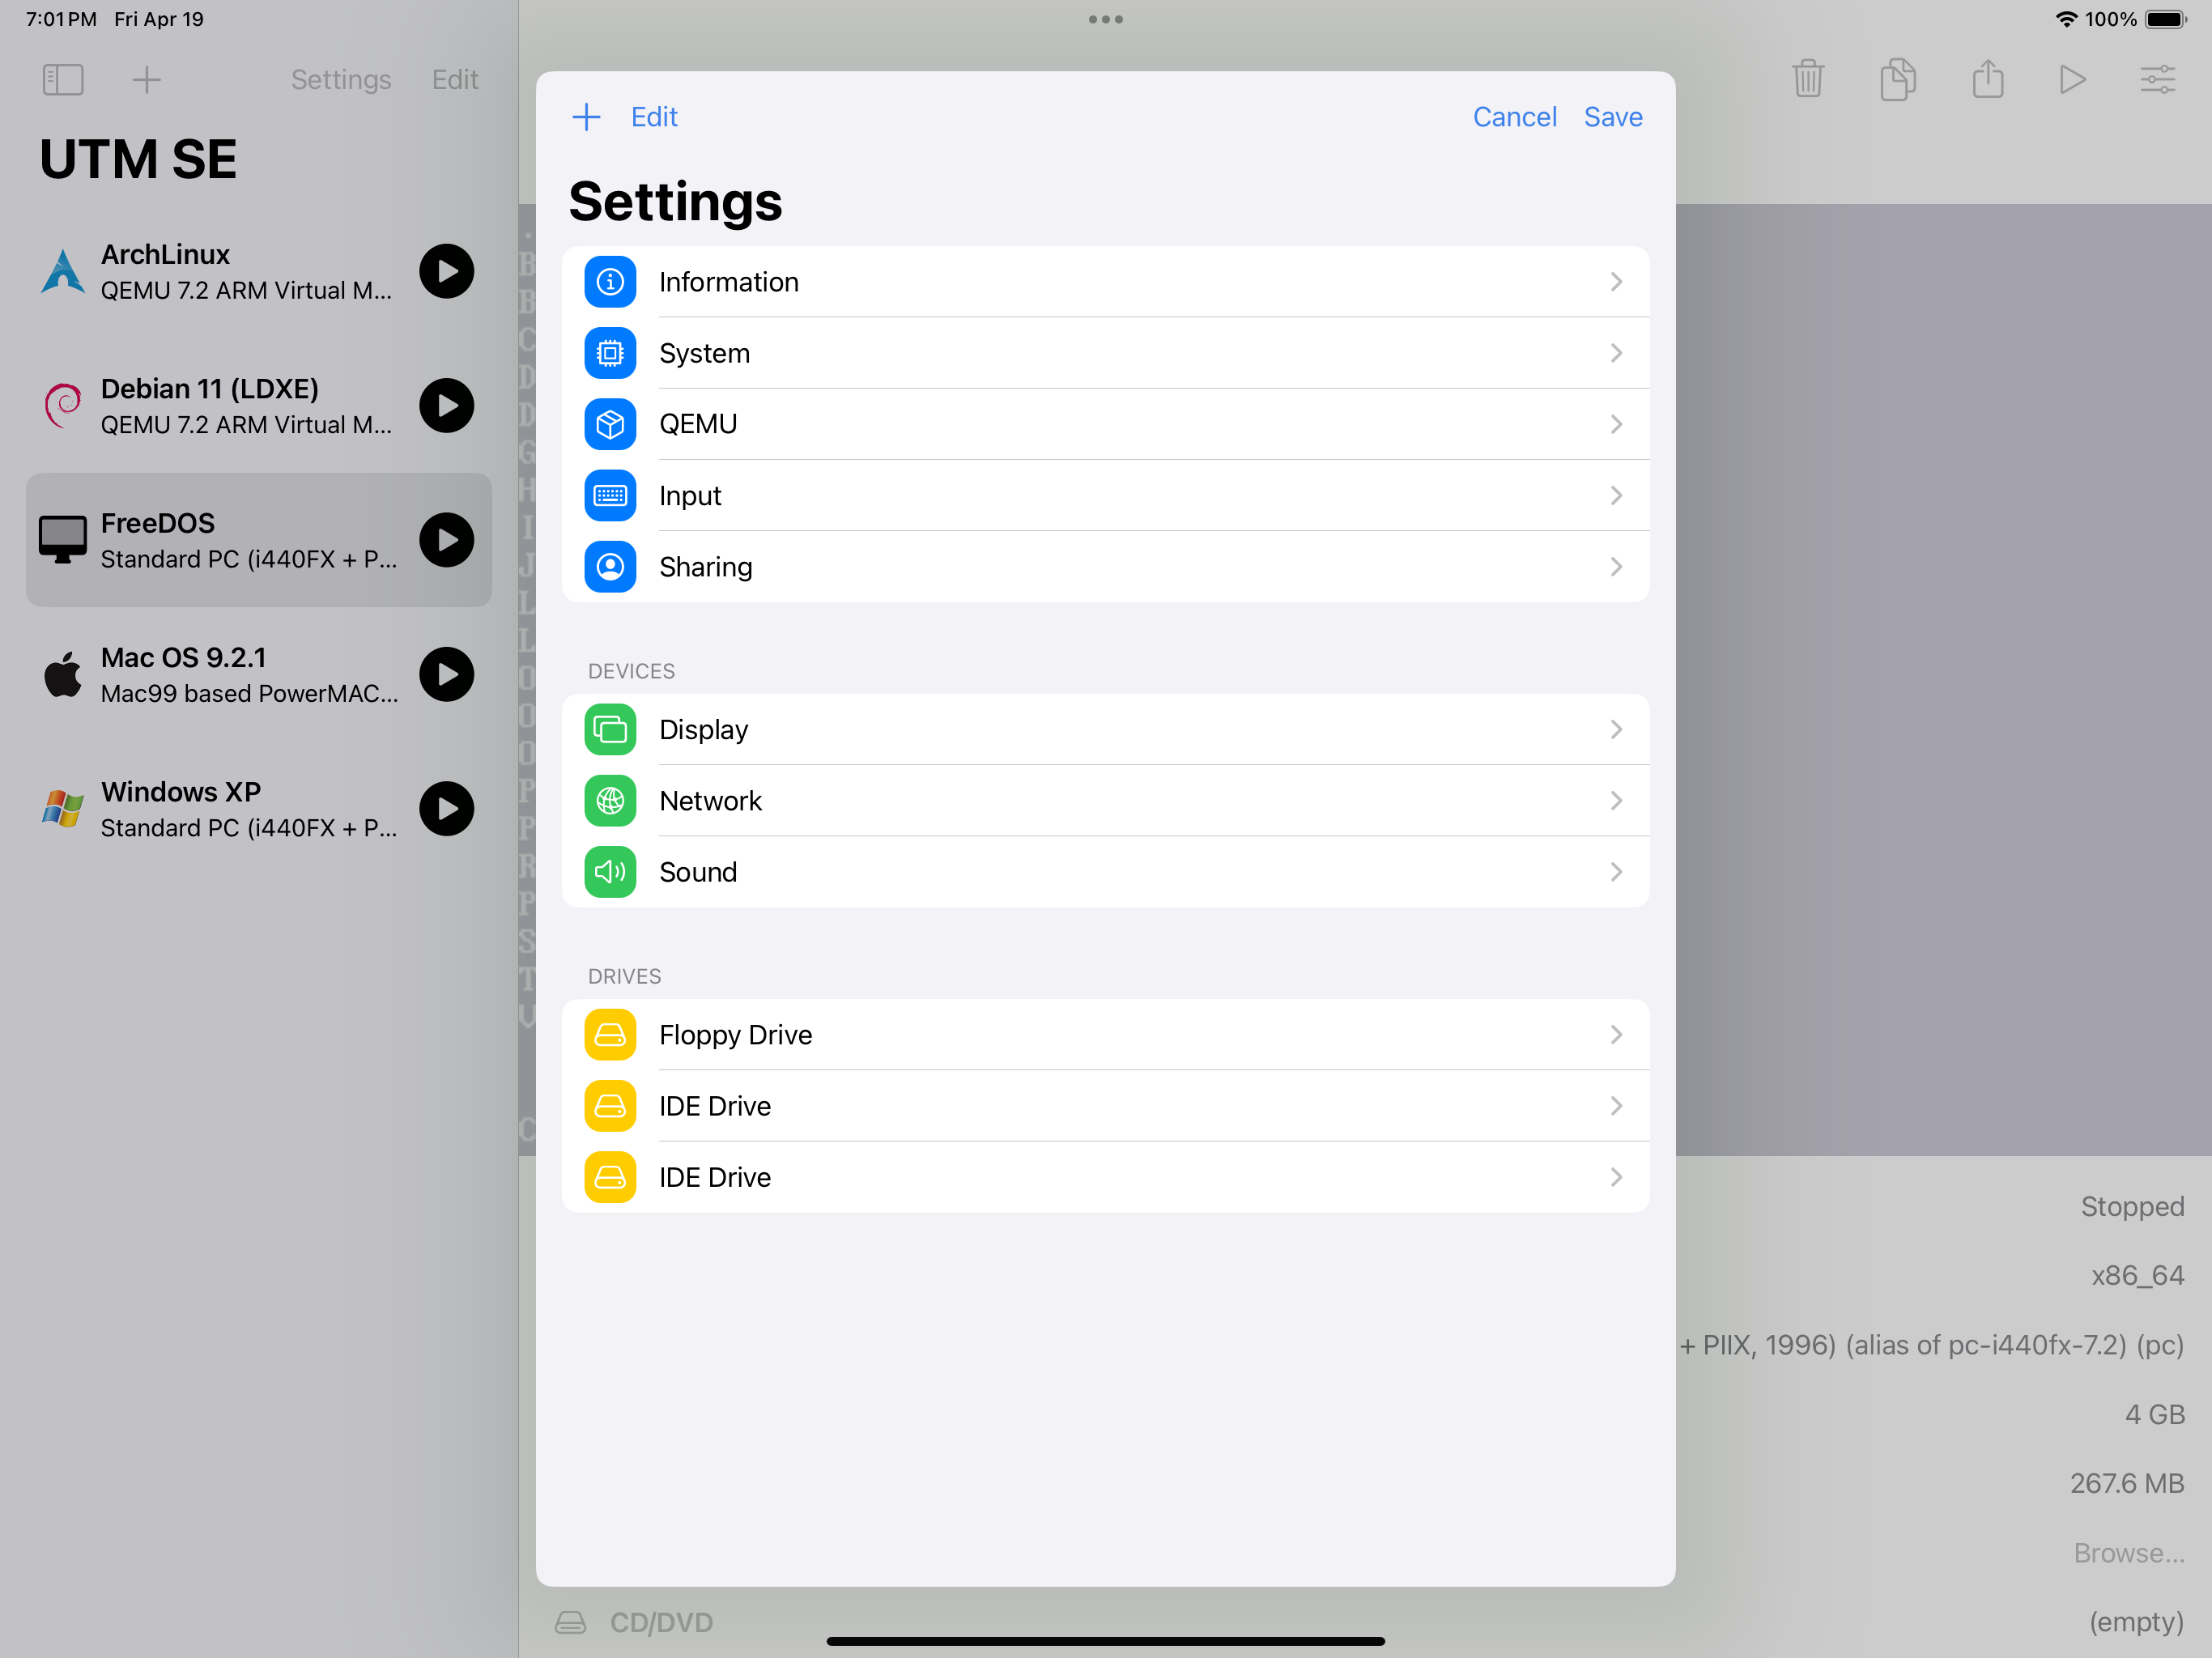 7:01 PM Fri Apr 19
100%
Settings Edit
UTM SE
ArchLinux
QEMU 7.2 ARM Virtual M...
Debian 11 (LDXE)
QEMU 7.2 ARM Virtual M...
FreeDOS
Standard PC (i440FX + P...
Mac OS 9.2.1
Mac99 based PowerMAC...
Windows XP
Standard PC (i440FX + P...
Edit
Cancel Save
Settings
Information
System
QEMU
Input
Sharing
DEVICES
Display
Network
Sound
DRIVES
Floppy Drive
IDE Drive
IDE Drive
.
B
B
C
D
D
G
H
I
J
L
L
O
O
O
P
P
R
P
S
T
V
C
Stopped
x86_64
+ PIIX, 1996) (alias of pc-i440fx-7.2) (pc)
4 GB
267.6 MB
Browse...
CD/DVD
(empty)